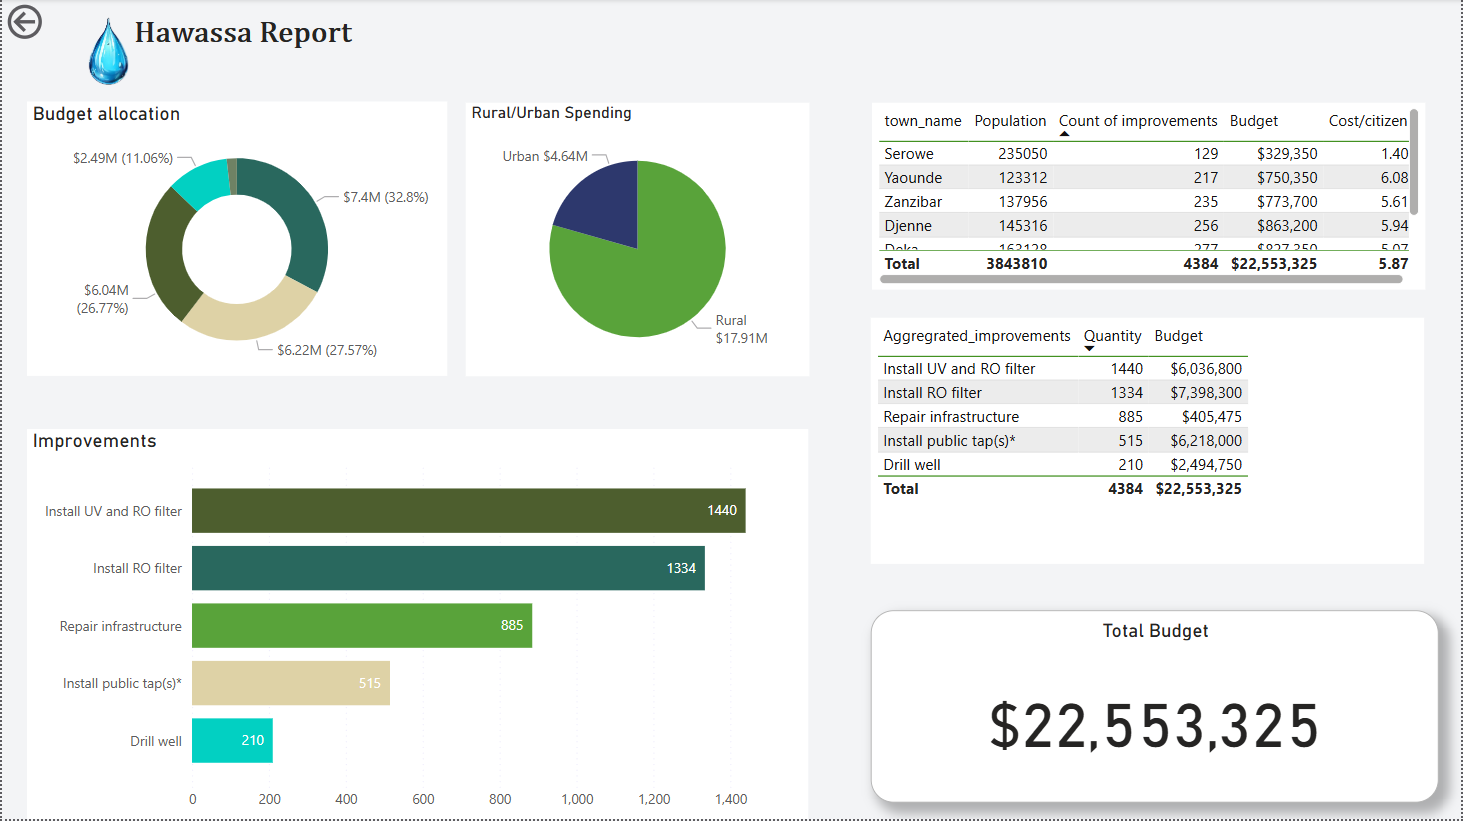 Hawassa Report
Budget allocation
$2.49M (11.06%)
$7.4M (32.8%)
$6.04M
(26.77%)
$6.22M (27.57%)
Rural/Urban Spending
Urban $4.64M
Rural
$17.91M
town_name Population Count of improvements Budget Cost/citizen
Serowe 235050 129 $329,350 1.40
Yaounde 123312 217 $750,350 6.08
Zanzibar 137956 235 $773,700 5.61
Djenne 145316 256 $863,200 5.94
Total 3843810 4384 $22,553,325 5.87
Aggregrated_improvements Quantity Budget
Install UV and RO filter 1440 $6,036,800
Install RO filter 1334 $7,398,300
Repair infrastructure 885 $405,475
Install public tap(s)* 515 $6,218,000
Drill well 210 $2,494,750
Total 4384 $22,553,325
Improvements
Install UV and RO filter 1440
Install RO filter 1334
Repair infrastructure 885
Install public tap(s)* 515
Drill well 210
0 200 400 600 800 1,000 1,200 1,400
Total Budget
$22,553,325